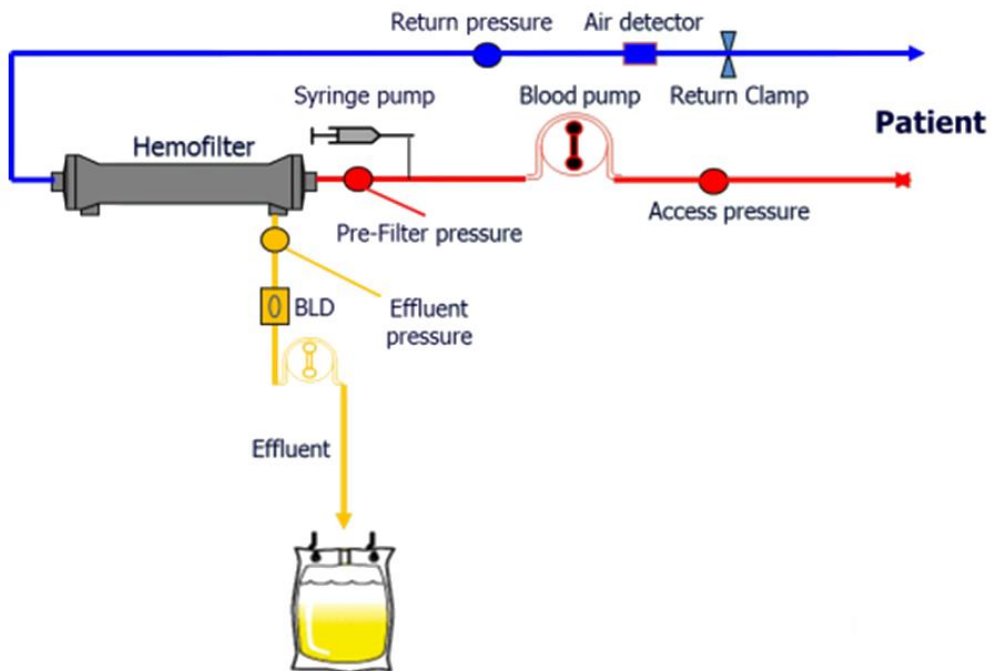 Return pressure
Air detector
Syringe pump
Blood pump
Return Clamp
Patient
Hemofilter
Access pressure
Pre-Filter pressure
BLD
Effluent
pressure
Effluent